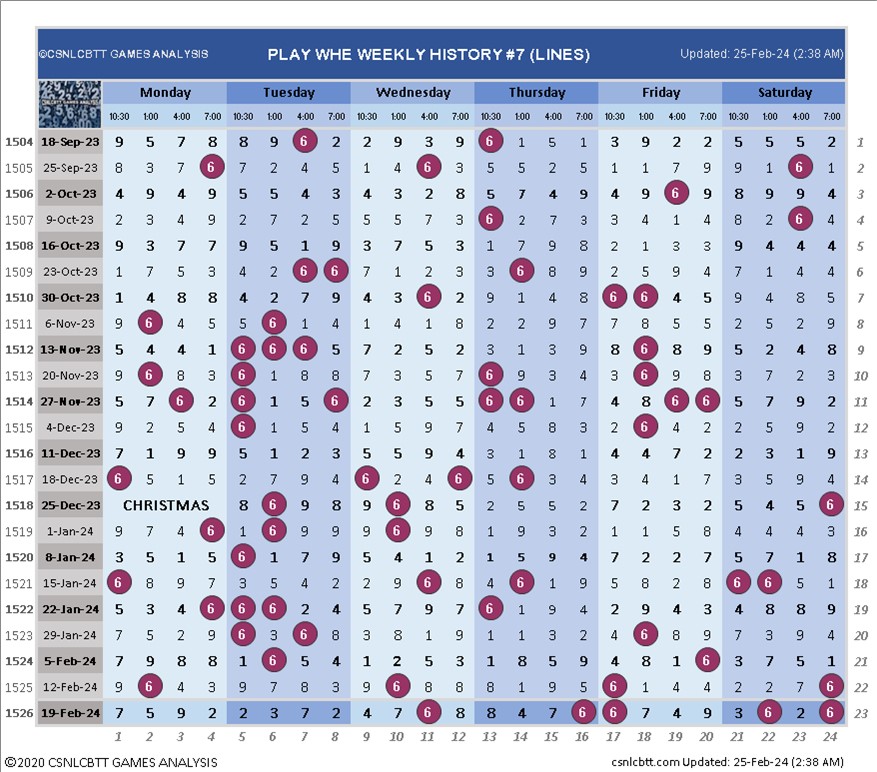 ©CSNLCBTT GAMES ANALYSIS PLAY WHE WEEKLY HISTORY #7 (LINES) Updated: 25-Feb-24 (2:38 AM)
Monday Tuesday Wednesday Thursday Friday Saturday
10:30 1:00 4:00 7:00 10:30 1:00 4:00 7:00 10:30 1:00 4:00 7:00 10:30 1:00 4:00 7:00 10:30 1:00 4:00 7:00 10:30 1:00 4:00 7:00
1504 18-Sep-23 9 5 7 8 8 9 6 2 2 9 3 9 6 1 5 1 3 9 2 2 5 5 5 2 1
1505 25-Sep-23 8 3 7 6 7 2 4 5 1 4 6 3 5 5 2 5 1 1 7 9 9 1 6 1 2
1506 2-Oct-23 4 9 4 9 5 5 4 3 4 3 2 8 5 7 4 9 4 9 6 9 8 9 9 4 3
1507 9-Oct-23 2 3 4 9 2 7 2 5 5 5 7 3 6 2 7 3 3 4 1 4 8 2 6 4 4
1508 16-Oct-23 9 3 7 7 9 5 1 9 3 7 5 3 1 7 9 8 2 1 3 3 9 4 4 4 5
1509 23-Oct-23 1 7 5 3 4 2 6 6 7 1 2 3 1 6 8 9 2 5 9 4 7 1 4 4 6
1510 30-Oct-23 1 4 8 8 4 2 7 9 4 3 6 2 9 1 4 8 6 6 4 5 9 4 8 5 7
1511 6-Nov-23 9 6 4 5 5 6 1 4 1 4 1 8 2 2 9 7 7 8 5 5 2 5 2 9 8
1512 13-Nov-23 5 4 4 1 6 6 6 5 7 2 5 2 3 1 3 9 8 6 8 9 5 2 4 8 9
1513 20-Nov-23 9 6 8 3 6 1 8 8 7 3 5 7 6 9 3 4 3 6 8 9 3 7 2 3 10
1514 27-Nov-23 5 7 6 2 6 1 5 6 2 3 5 5 6 6 1 7 4 8 6 6 5 7 9 2 11
1515 4-Dec-23 9 2 5 4 6 1 5 4 1 5 9 7 4 5 8 3 2 6 4 2 2 5 9 2 12
1516 11-Dec-23 7 1 9 9 5 1 2 3 5 5 9 4 3 1 8 1 4 4 7 2 2 3 1 9 13
1517 18-Dec-23 6 5 1 5 2 7 9 4 6 2 4 6 5 6 3 4 3 4 1 7 3 5 9 4 14
1518 25-Dec-23 CHRISTMAS 8 6 9 8 9 6 8 5 2 5 5 2 7 2 3 2 5 4 5 6 15
1519 1-Jan-24 9 7 4 6 1 6 9 9 9 6 9 8 1 9 3 2 1 1 5 8 4 4 4 3 16
1520 8-Jan-24 3 5 1 5 6 1 7 9 5 4 1 2 1 5 9 4 7 2 2 7 5 7 1 8 17
1521 15-Jan-24 6 8 9 7 3 5 4 2 2 9 6 8 4 6 1 9 5 8 2 8 6 6 5 1 18
1522 22-Jan-24 5 3 4 6 6 6 2 4 5 7 9 7 6 1 9 4 2 9 4 3 4 8 8 9 19
1523 29-Jan-24 7 5 2 9 6 3 6 8 3 8 1 9 1 1 3 2 4 6 8 9 7 3 9 4 20
1524 5-Feb-24 7 9 8 8 1 6 5 4 1 2 5 3 1 8 5 9 4 8 1 6 3 7 5 1 21
1525 12-Feb-24 9 6 4 3 9 7 8 3 9 6 8 8 8 1 9 5 6 1 4 4 2 2 7 6 22
1526 19-Feb-24 7 5 9 2 2 3 7 2 4 7 6 8 8 4 7 6 6 7 4 9 3 6 2 6 23
1 2 3 4 5 6 7 8 9 10 11 12 13 14 15 16 17 18 19 20 21 22 23 24
©2020 CSNLCBTT GAMES ANALYSIS csnlcbtt.com Updated: 25-Feb-24 (2:38 AM)